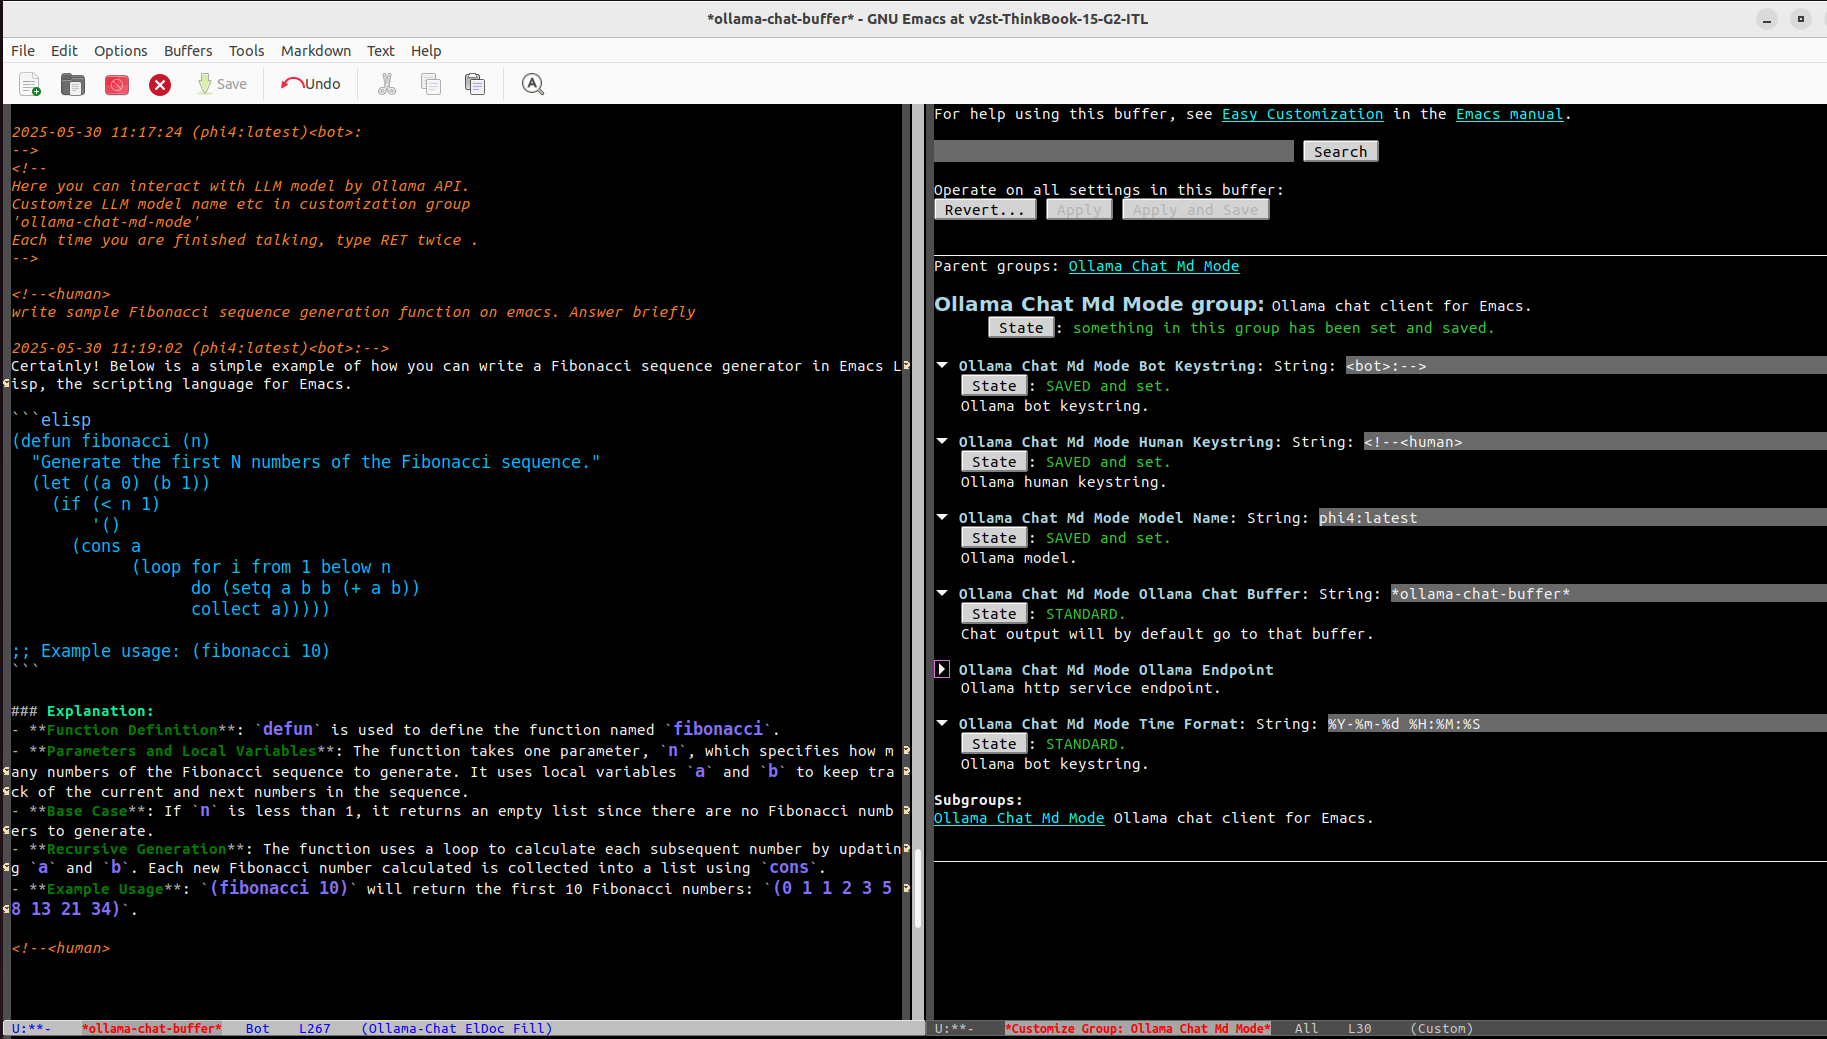 *ollama-chat-buffer* - GNU Emacs at v2st-ThinkBook-15-G2-ITL
File Edit Options Buffers Tools Markdown Text Help
Save Undo
2025-05-30 11:17:24 (phi4:latest)<bot>:
-->
<!--
Here you can interact with LLM model by Ollama API.
Customize LLM model name etc in customization group
'ollama-chat-md-mode'
Each time you are finished talking, type RET twice .
-->
<!--<human>
write sample Fibonacci sequence generation function on emacs. Answer briefly
2025-05-30 11:19:02 (phi4:latest)<bot>:-->
Certainly! Below is a simple example of how you can write a Fibonacci sequence generator in Emacs L
isp, the scripting language for Emacs.
```elisp
(defun fibonacci (n)
  "Generate the first N numbers of the Fibonacci sequence."
  (let ((a 0) (b 1))
    (if (< n 1)
        '()
      (cons a
            (loop for i from 1 below n
                  do (setq a b b (+ a b))
                  collect a)))))
;; Example usage: (fibonacci 10)
```
### Explanation:
- **Function Definition**: `defun` is used to define the function named `fibonacci`.
- **Parameters and Local Variables**: The function takes one parameter, `n`, which specifies how m
any numbers of the Fibonacci sequence to generate. It uses local variables `a` and `b` to keep tra
ck of the current and next numbers in the sequence.
- **Base Case**: If `n` is less than 1, it returns an empty list since there are no Fibonacci numb
ers to generate.
- **Recursive Generation**: The function uses a loop to calculate each subsequent number by updatin
g `a` and `b`. Each new Fibonacci number calculated is collected into a list using `cons`.
- **Example Usage**: `(fibonacci 10)` will return the first 10 Fibonacci numbers: `(0 1 1 2 3 5
8 13 21 34)`.
<!--<human>
U:**- *ollama-chat-buffer* Bot L267 (Ollama-Chat ElDoc Fill)
For help using this buffer, see Easy Customization in the Emacs manual.
Search
Operate on all settings in this buffer:
Revert... Apply Apply and Save
Parent groups: Ollama Chat Md Mode
Ollama Chat Md Mode group: Ollama chat client for Emacs.
State : something in this group has been set and saved.
Ollama Chat Md Mode Bot Keystring: String: <bot>:-->
State : SAVED and set.
Ollama bot keystring.
Ollama Chat Md Mode Human Keystring: String: <!--<human>
State : SAVED and set.
Ollama human keystring.
Ollama Chat Md Mode Model Name: String: phi4:latest
State : SAVED and set.
Ollama model.
Ollama Chat Md Mode Ollama Chat Buffer: String: *ollama-chat-buffer*
State : STANDARD.
Chat output will by default go to that buffer.
Ollama Chat Md Mode Ollama Endpoint
Ollama http service endpoint.
Ollama Chat Md Mode Time Format: String: %Y-%m-%d %H:%M:%S
State : STANDARD.
Ollama bot keystring.
Subgroups:
Ollama Chat Md Mode Ollama chat client for Emacs.
U:**- *Customize Group: Ollama Chat Md Mode* All L30 (Custom)